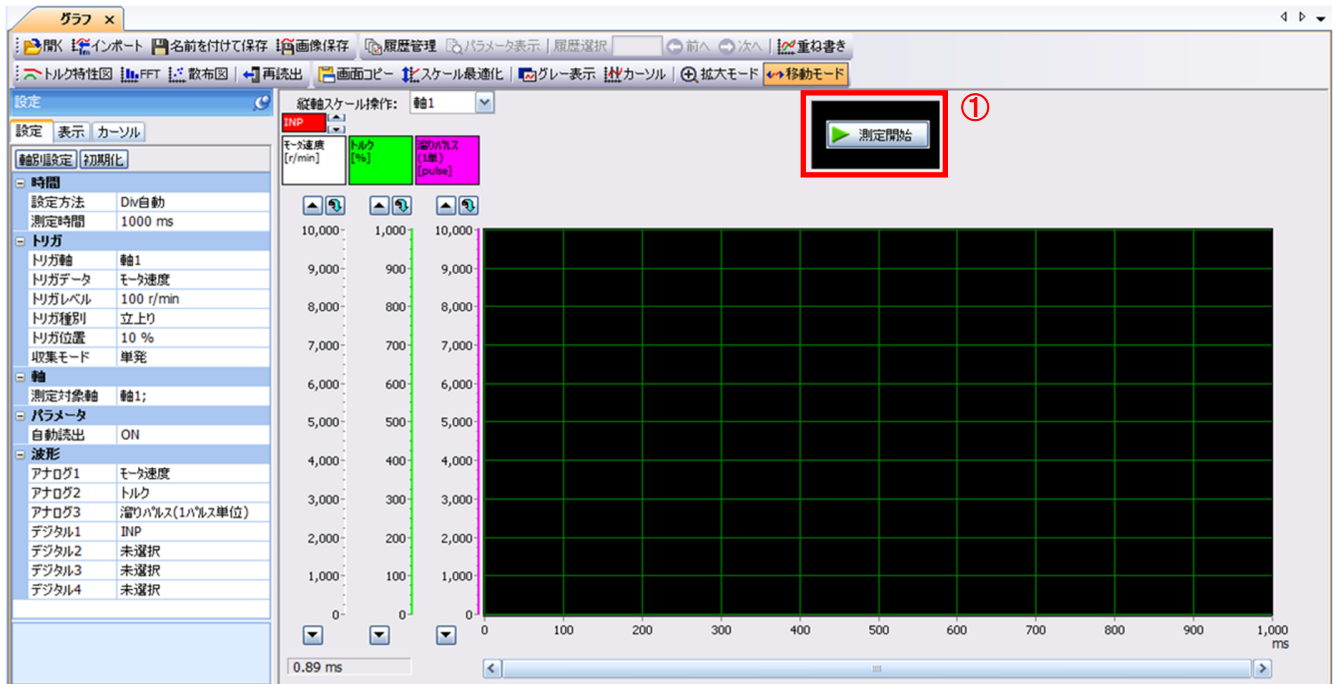 グラフ ×
開く インポート 名前を付けて保存 画像保存 履歴管理 パラメータ表示 履歴選択 前へ 次へ 重ね書き
トルク特性図 FFT 散布図 再読出 画面コピー スケール最適化 グレー表示 カーソル 拡大モード 移動モード
設定
設定 表示 カーソル
軸別設定 初期化
時間
設定方法 Div自動
測定時間 1000 ms
トリガ
トリガ軸 軸1
トリガデータ モータ速度
トリガレベル 100 r/min
トリガ種別 立上り
トリガ位置 10 %
収集モード 単発
軸
測定対象軸 軸1;
パラメータ
自動読出 ON
波形
アナログ1 モータ速度
アナログ2 トルク
アナログ3 溜りパルス(1パルス単位)
デジタル1 INP
デジタル2 未選択
デジタル3 未選択
デジタル4 未選択
縦軸スケール操作: 軸1
INP
モータ速度 トルク 溜りパルス
[r/min] [%] (1単)
[pulse]
測定開始
①
10,000 1,000 10,000
9,000 900 9,000
8,000 800 8,000
7,000 700 7,000
6,000 600 6,000
5,000 500 5,000
4,000 400 4,000
3,000 300 3,000
2,000 200 2,000
1,000 100 1,000
0 0 0
0 100 200 300 400 500 600 700 800 900 1,000
ms
0.89 ms